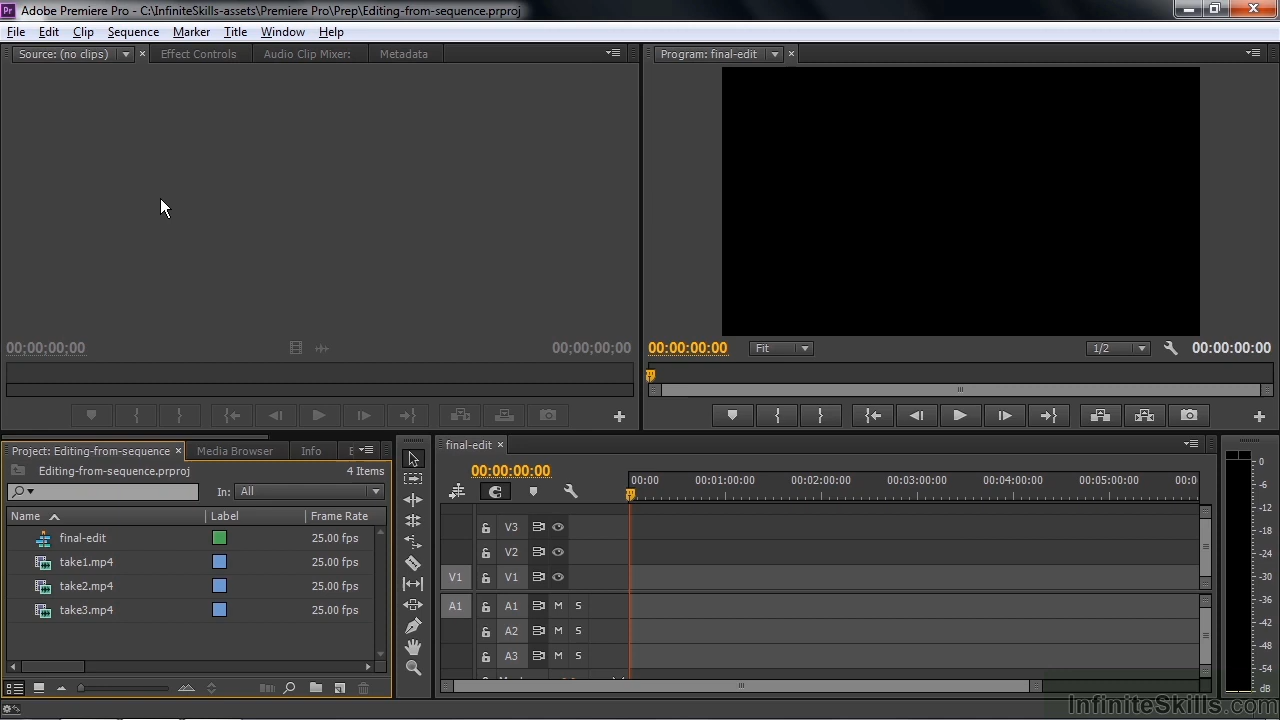 Pr Adobe Premiere Pro - C:\InfiniteSkills-assets\Premiere Pro\Prep\Editing-from-sequence.prproj
File Edit Clip Sequence Marker Title Window Help
Source: (no clips) Effect Controls Audio Clip Mixer: Metadata
Program: final-edit
00;00;00;00 00;00;00;00
00:00:00:00 Fit 1/2 00:00:00:00
Project: Editing-from-sequence Media Browser Info E
Editing-from-sequence.prproj 4 Items
In: All
Name Label Frame Rate
final-edit 25.00 fps
take1.mp4 25.00 fps
take2.mp4 25.00 fps
take3.mp4 25.00 fps
final-edit
00:00:00:00
00:00 00:01:00:00 00:02:00:00 00:03:00:00 00:04:00:00 00:05:00:00 00:0
V3
V2
V1 V1
A1 A1 M S
A2 M S
A3 M S
0
-6
-12
-18
-24
-30
-36
-42
-48
-54
dB
InfiniteSkills.com